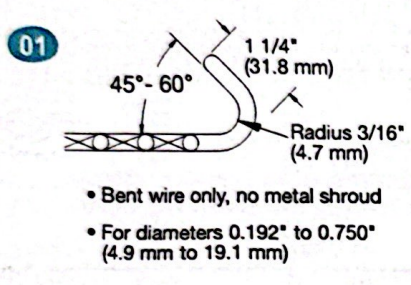 01
1 1/4"
(31.8 mm)
45°- 60°
Radius 3/16"
(4.7 mm)
• Bent wire only, no metal shroud
• For diameters 0.192" to 0.750"
(4.9 mm to 19.1 mm)